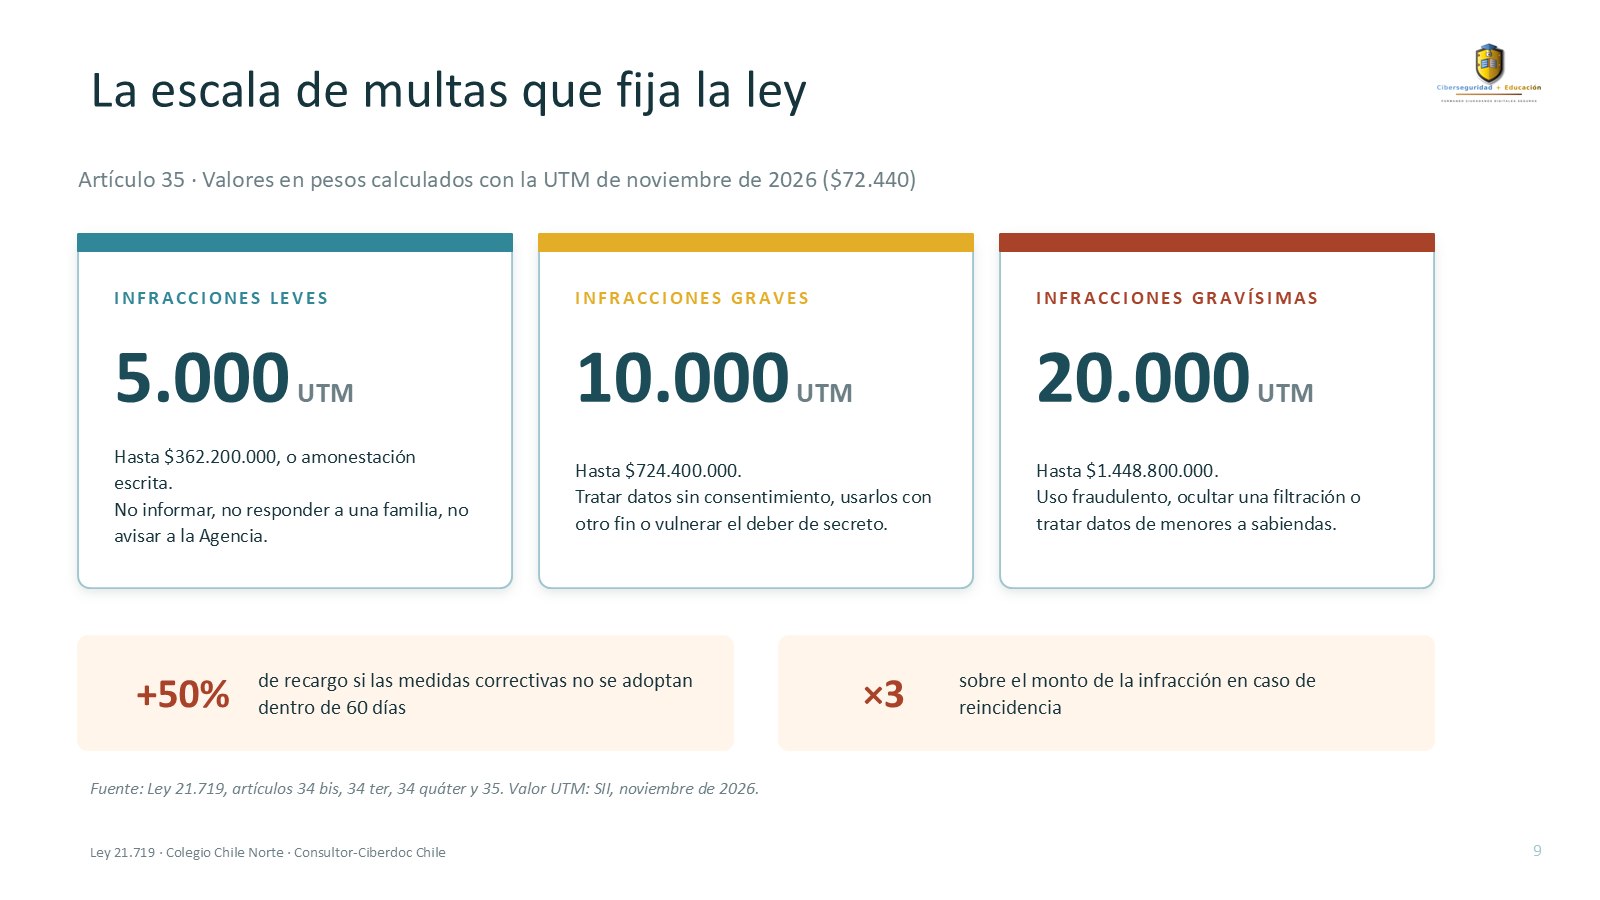 La escala de multas que fija la ley
Ciberseguridad + Educación
Artículo 35 · Valores en pesos calculados con la UTM de noviembre de 2026 ($72.440)
INFRACCIONES LEVES
5.000 UTM
Hasta $362.200.000, o amonestación
escrita.
No informar, no responder a una familia, no
avisar a la Agencia.
INFRACCIONES GRAVES
10.000 UTM
Hasta $724.400.000.
Tratar datos sin consentimiento, usarlos con
otro fin o vulnerar el deber de secreto.
INFRACCIONES GRAVÍSIMAS
20.000 UTM
Hasta $1.448.800.000.
Uso fraudulento, ocultar una filtración o
tratar datos de menores a sabiendas.
+50%
de recargo si las medidas correctivas no se adoptan
dentro de 60 días
×3
sobre el monto de la infracción en caso de
reincidencia
Fuente: Ley 21.719, artículos 34 bis, 34 ter, 34 quáter y 35. Valor UTM: SII, noviembre de 2026.
Ley 21.719 · Colegio Chile Norte · Consultor-Ciberdoc Chile
9